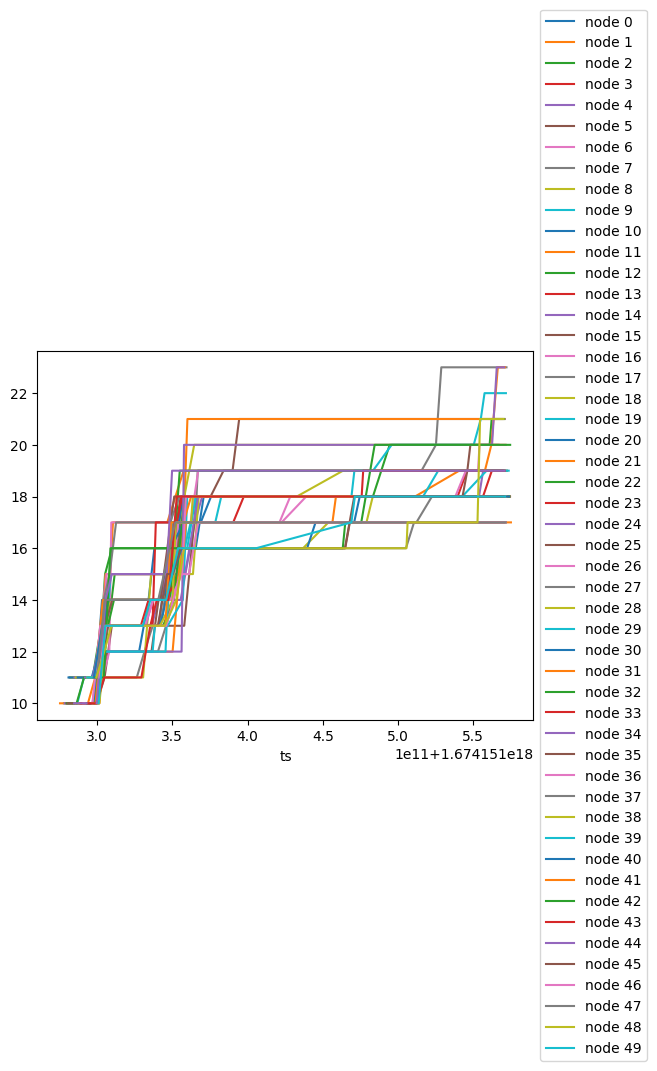 node 0
node 1
node 2
node 3
node 4
node 5
node 6
node 7
node 8
node 9
node 10
node 11
node 12
node 13
node 14
node 15
node 16
node 17
node 18
node 19
node 20
node 21
node 22
node 23
node 24
node 25
node 26
node 27
node 28
node 29
node 30
node 31
node 32
node 33
node 34
node 35
node 36
node 37
node 38
node 39
node 40
node 41
node 42
node 43
node 44
node 45
node 46
node 47
node 48
node 49
22
20
18
16
14
12
10
3.0 3.5 4.0 4.5 5.0 5.5
1e11+1.674151e18
ts